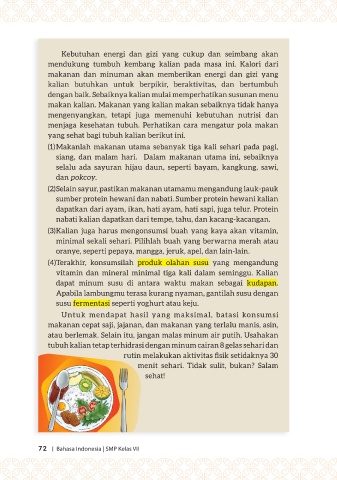 Kebutuhan energi dan gizi yang cukup dan seimbang akan
mendukung tumbuh kembang kalian pada masa ini. Kalori dari
makanan dan minuman akan memberikan energi dan gizi yang
kalian butuhkan untuk berpikir, beraktivitas, dan bertumbuh
dengan baik. Sebaiknya kalian mulai memperhatikan susunan menu
makan kalian. Makanan yang kalian makan sebaiknya tidak hanya
mengenyangkan, tetapi juga memenuhi kebutuhan nutrisi dan
menjaga kesehatan tubuh. Perhatikan cara mengatur pola makan
yang sehat bagi tubuh kalian berikut ini.
(1)Makanlah makanan utama sebanyak tiga kali sehari pada pagi,
siang, dan malam hari. Dalam makanan utama ini, sebaiknya
selalu ada sayuran hijau daun, seperti bayam, kangkung, sawi,
dan pokcoy.
(2)Selain sayur, pastikan makanan utamamu mengandung lauk-pauk
sumber protein hewani dan nabati. Sumber protein hewani kalian
dapatkan dari ayam, ikan, hati ayam, hati sapi, juga telur. Protein
nabati kalian dapatkan dari tempe, tahu, dan kacang-kacangan.
(3)Kalian juga harus mengonsumsi buah yang kaya akan vitamin,
minimal sekali sehari. Pilihlah buah yang berwarna merah atau
oranye, seperti pepaya, mangga, jeruk, apel, dan lain-lain.
(4)Terakhir, konsumsilah produk olahan susu yang mengandung
vitamin dan mineral minimal tiga kali dalam seminggu. Kalian
dapat minum susu di antara waktu makan sebagai kudapan.
Apabila lambungmu terasa kurang nyaman, gantilah susu dengan
susu fermentasi seperti yoghurt atau keju.
Untuk mendapat hasil yang maksimal, batasi konsumsi
makanan cepat saji, jajanan, dan makanan yang terlalu manis, asin,
atau berlemak. Selain itu, jangan malas minum air putih. Usahakan
tubuh kalian tetap terhidrasi dengan minum cairan 8 gelas sehari dan
rutin melakukan aktivitas fisik setidaknya 30
menit sehari. Tidak sulit, bukan? Salam
sehat!
72 | Bahasa Indonesia | SMP Kelas VII